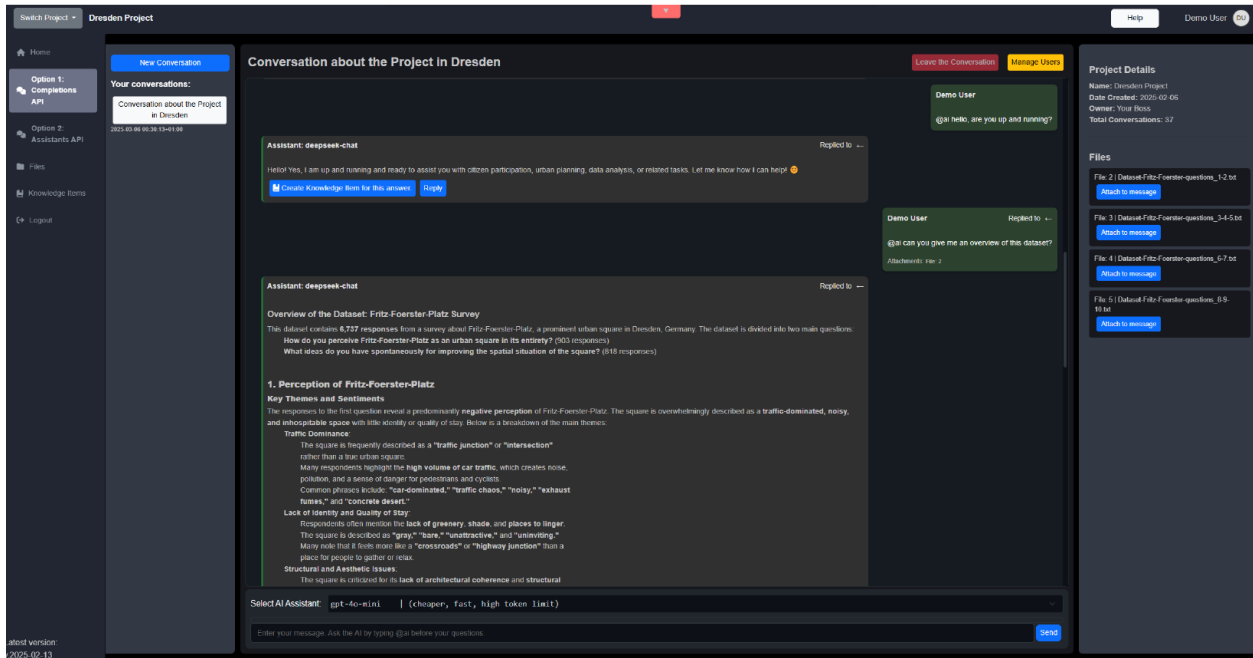 Switch Project
Dresden Project
Help
Demo User
DU
Home
Option 1:
Completions
API
Option 2:
Assistants API
Files
Knowledge Items
Logout
Latest version:
2025-02-13
New Conversation
Your conversations:
Conversation about the Project
in Dresden
2025-03-06 00:30:13+01:00
Conversation about the Project in Dresden
Leave the Conversation
Manage Users
Demo User
@ai hello, are you up and running?
Assistant: deepseek-chat
Replied to ←
Hello! Yes, I am up and running and ready to assist you with citizen participation, urban planning, data analysis, or related tasks. Let me know how I can help! 😊
Create Knowledge Item for this answer
Reply
Demo User
Replied to ←
@ai can you give me an overview of this dataset?
Attachments: File: 2
Assistant: deepseek-chat
Replied to ←
Overview of the Dataset: Fritz-Foerster-Platz Survey
This dataset contains 6,737 responses from a survey about Fritz-Foerster-Platz, a prominent urban square in Dresden, Germany. The dataset is divided into two main questions:
How do you perceive Fritz-Foerster-Platz as an urban square in its entirety? (903 responses)
What ideas do you have spontaneously for improving the spatial situation of the square? (818 responses)
1. Perception of Fritz-Foerster-Platz
Key Themes and Sentiments
The responses to the first question reveal a predominantly negative perception of Fritz-Foerster-Platz. The square is overwhelmingly described as a traffic-dominated, noisy,
and inhospitable space with little identity or quality of stay. Below is a breakdown of the main themes:
Traffic Dominance:
The square is frequently described as a "traffic junction" or "intersection"
rather than a true urban square.
Many respondents highlight the high volume of car traffic, which creates noise,
pollution, and a sense of danger for pedestrians and cyclists.
Common phrases include: "car-dominated," "traffic chaos," "noisy," "exhaust
fumes," and "concrete desert."
Lack of Identity and Quality of Stay:
Respondents often mention the lack of greenery, shade, and places to linger.
The square is described as "gray," "bare," "unattractive," and "uninviting."
Many note that it feels more like a "crossroads" or "highway junction" than a
place for people to gather or relax.
Structural and Aesthetic Issues:
The square is criticized for its lack of architectural coherence and structural
Select AI Assistant:
gpt-4o-mini | (cheaper, fast, high token limit)
Enter your message. Ask the AI by typing @ai before your questions.
Send
Project Details
Name: Dresden Project
Date Created: 2025-02-06
Owner: Your Boss
Total Conversations: 37
Files
File: 2 | Dataset-Fritz-Foerster-questions_1-2.txt
Attach to message
File: 3 | Dataset-Fritz-Foerster-questions_3-4-5.txt
Attach to message
File: 4 | Dataset-Fritz-Foerster-questions_6-7.txt
Attach to message
File: 5 | Dataset-Fritz-Foerster-questions_8-9-
10.txt
Attach to message